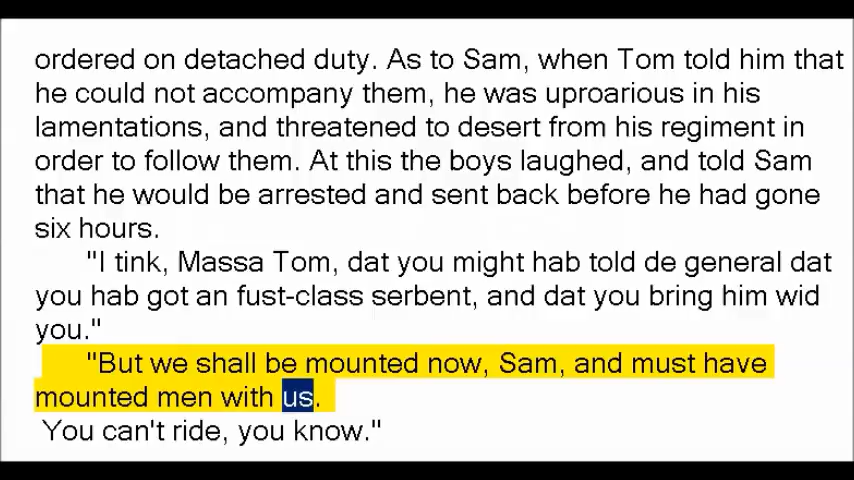 ordered on detached duty. As to Sam, when Tom told him that
he could not accompany them, he was uproarious in his
lamentations, and threatened to desert from his regiment in
order to follow them. At this the boys laughed, and told Sam
that he would be arrested and sent back before he had gone
six hours.
"I tink, Massa Tom, dat you might hab told de general dat
you hab got an fust-class serbent, and dat you bring him wid
you."
"But we shall be mounted now, Sam, and must have
mounted men with us.
You can't ride, you know."